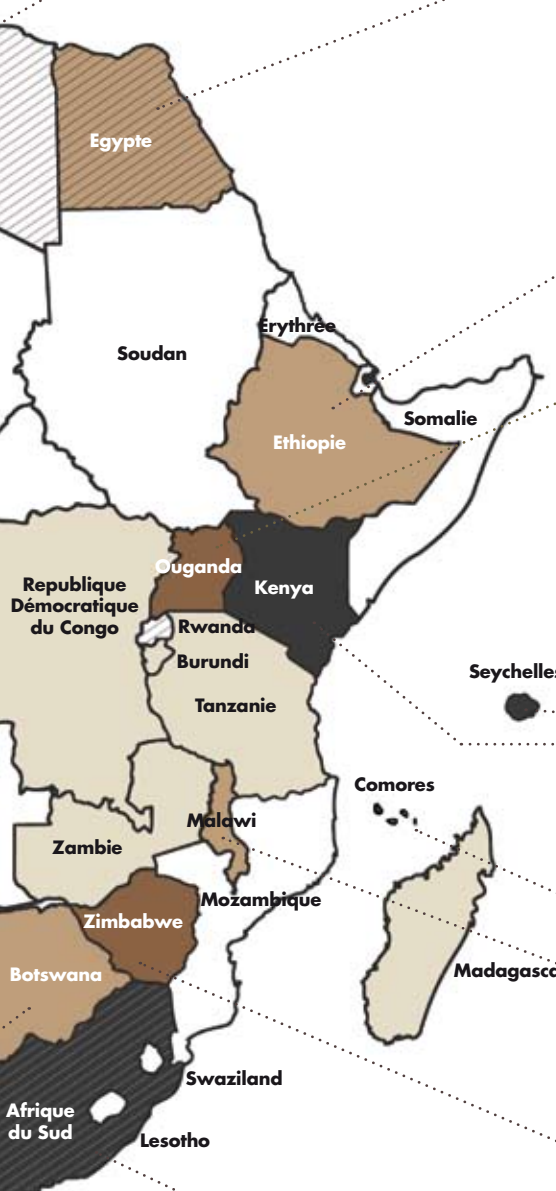 Egypte
Erythrée
Soudan
Somalie
Ethiopie
Ouganda
Kenya
Republique
Démocratique
du Congo
Rwanda
Burundi
Seychelles
Tanzanie
Comores
Malawi
Zambie
Mozambique
Zimbabwe
Botswana
Madagasca
Swaziland
Afrique
du Sud
Lesotho